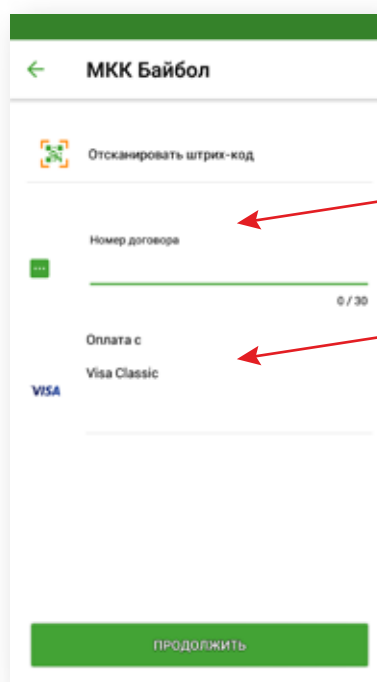 МКК Байбол
Отсканировать штрих-код
Номер договора
0 / 30
Оплата с
Visa Classic
VISA
ПРОДОЛЖИТЬ